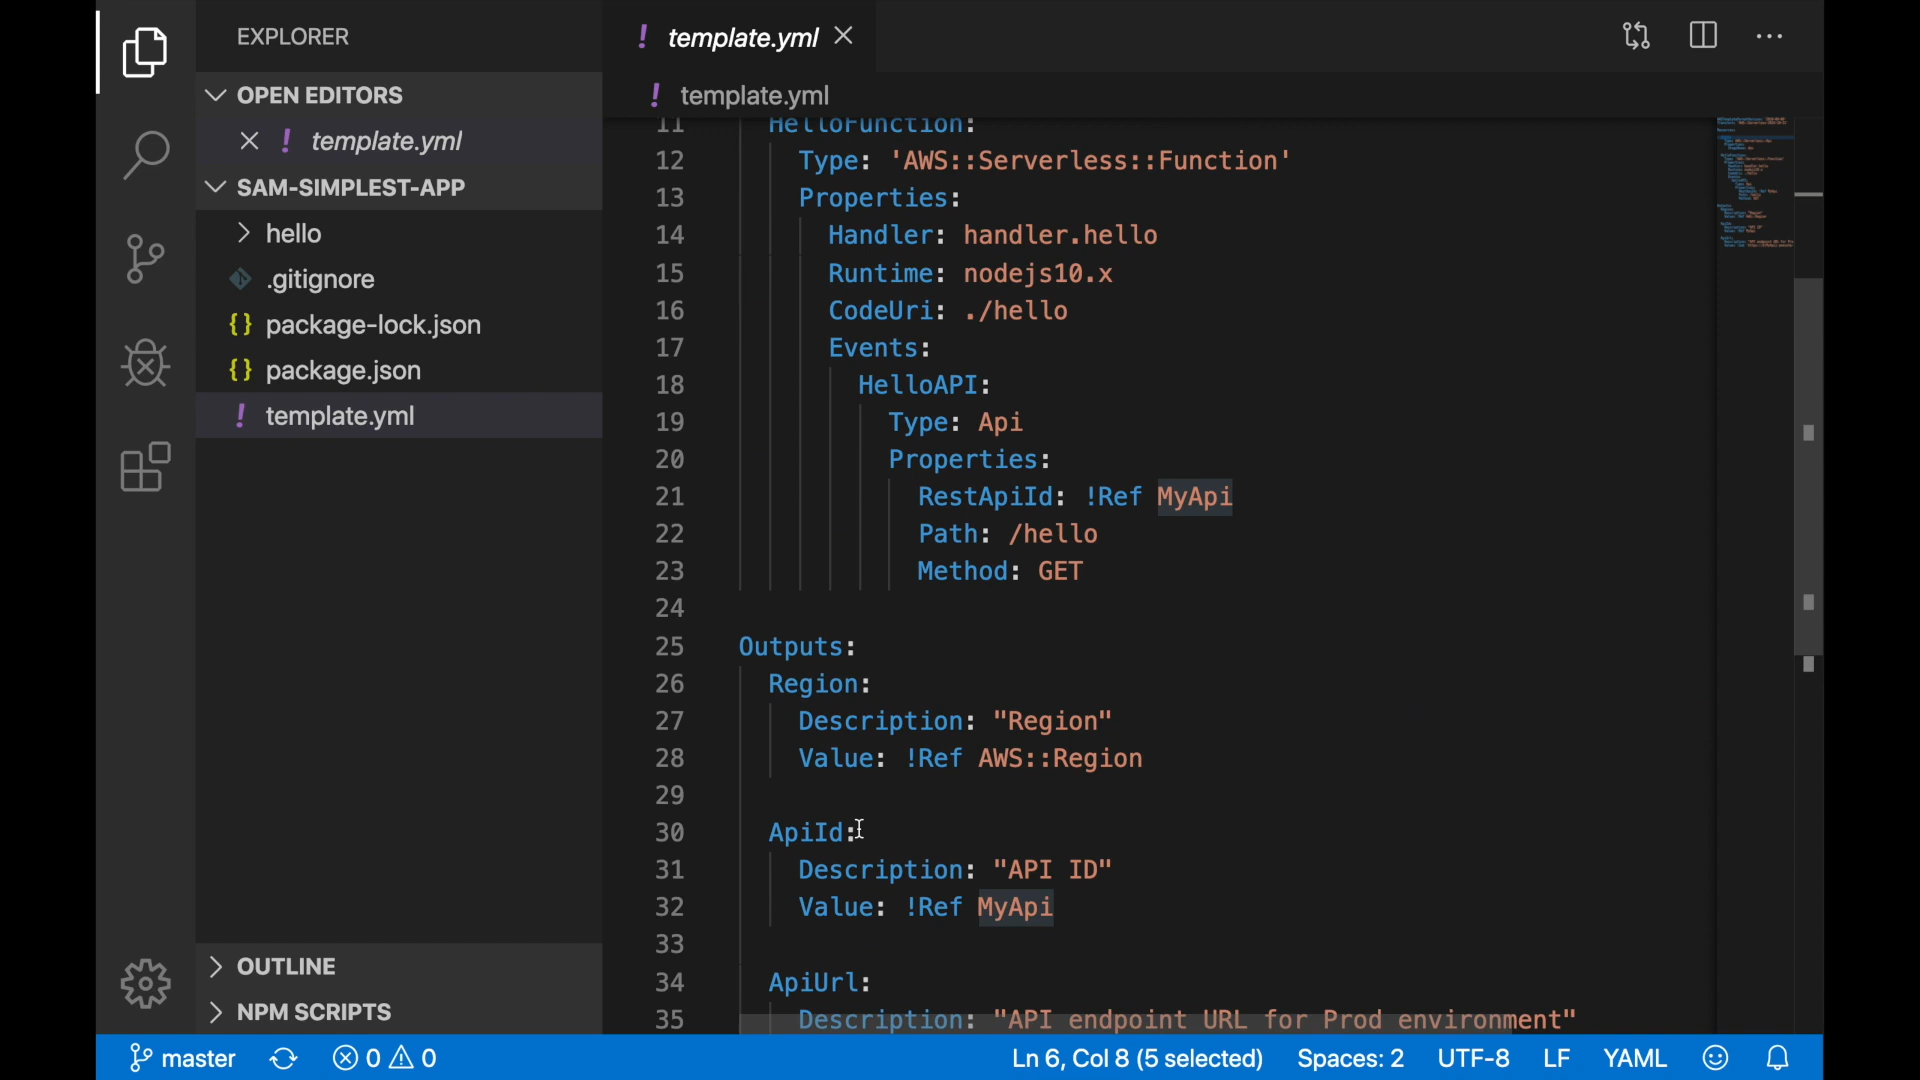 EXPLORER
! template.yml
OPEN EDITORS
! template.yml
! template.yml
SAM-SIMPLEST-APP
hello
.gitignore
{} package-lock.json
{} package.json
! template.yml
OUTLINE
NPM SCRIPTS
11 HelloFunction:
12 Type: 'AWS::Serverless::Function'
13 Properties:
14 Handler: handler.hello
15 Runtime: nodejs10.x
16 CodeUri: ./hello
17 Events:
18 HelloAPI:
19 Type: Api
20 Properties:
21 RestApiId: !Ref MyApi
22 Path: /hello
23 Method: GET
24
25 Outputs:
26 Region:
27 Description: "Region"
28 Value: !Ref AWS::Region
29
30 ApiId:
31 Description: "API ID"
32 Value: !Ref MyApi
33
34 ApiUrl:
35 Description: "API endpoint URL for Prod environment"
master 0 0 Ln 6, Col 8 (5 selected) Spaces: 2 UTF-8 LF YAML